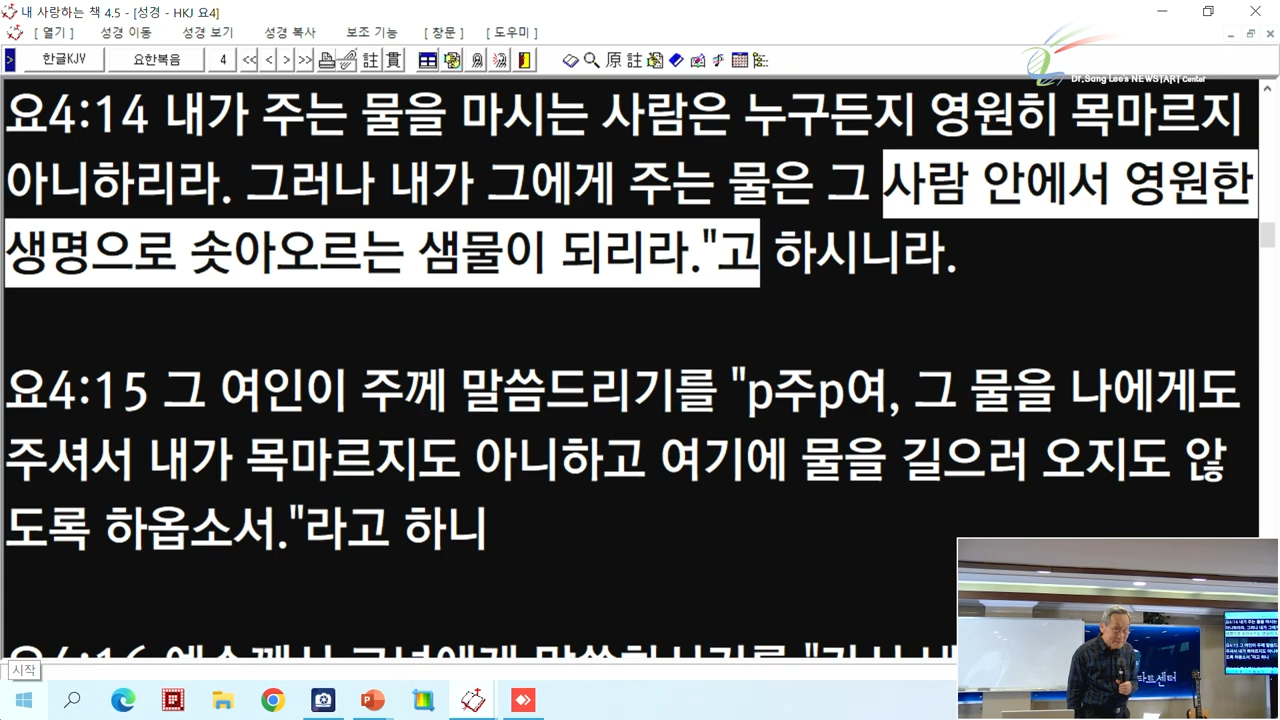 내 사랑하는 책 4.5 - [성경 - HKJ 요4]
[ 열기 ] 성경 이동 성경 보기 성경 복사 보조 기능 [ 창문 ] [ 도우미 ]
> 한글KJV 요한복음 4 << < > >> 註 貫 原 註
Dr.Sang Lee's NEWSTART Center
요4:14 내가 주는 물을 마시는 사람은 누구든지 영원히 목마르지
아니하리라. 그러나 내가 그에게 주는 물은 그 사람 안에서 영원한
생명으로 솟아오르는 샘물이 되리라."고 하시니라.
요4:15 그 여인이 주께 말씀드리기를 "p주p여, 그 물을 나에게도
주셔서 내가 목마르지도 아니하고 여기에 물을 길으러 오지도 않
도록 하옵소서."라고 하니
시작
타트센터